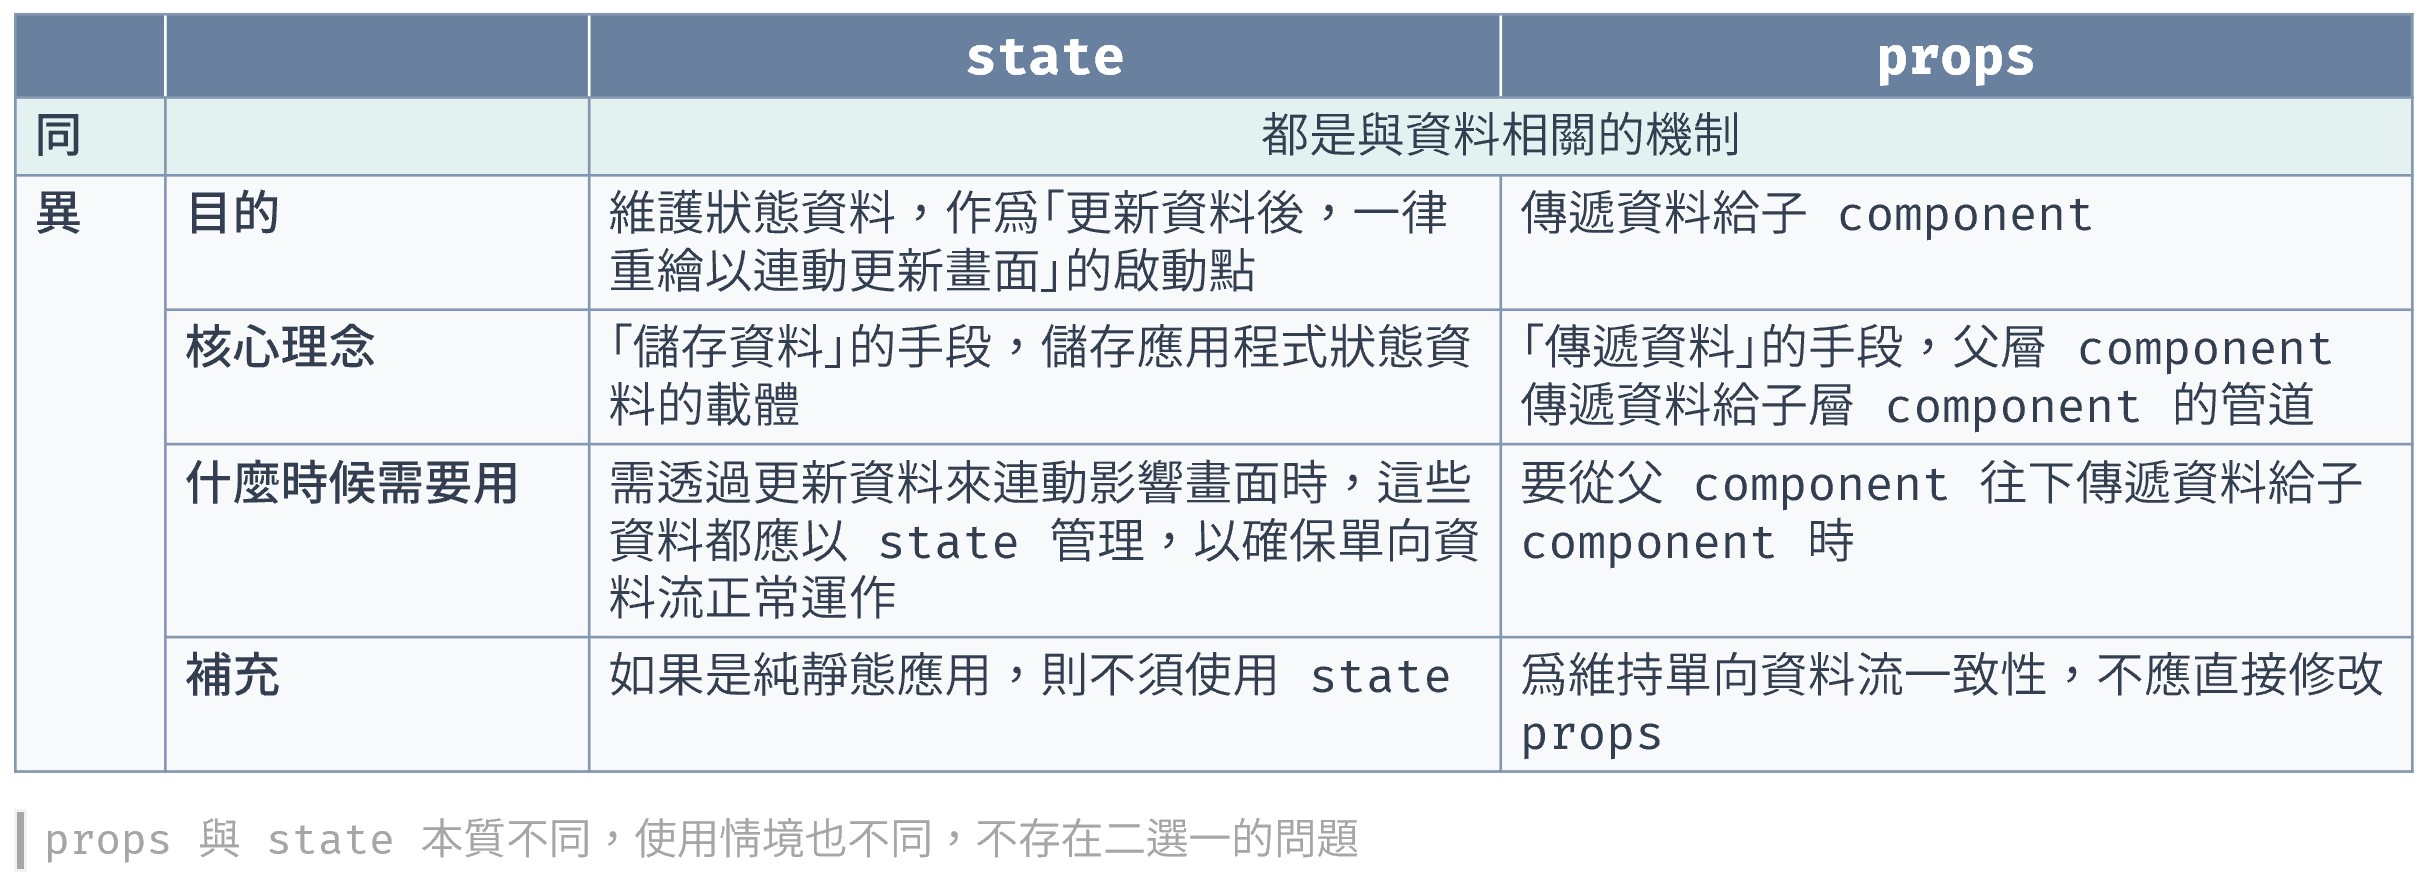 state
props
同
都是與資料相關的機制
異
目的
維護狀態資料，作爲「更新資料後，一律
重繪以連動更新畫面」的啟動點
傳遞資料給子 component
核心理念
「儲存資料」的手段，儲存應用程式狀態資
料的載體
「傳遞資料」的手段，父層 component
傳遞資料給子層 component 的管道
什麼時候需要用
需透過更新資料來連動影響畫面時，這些
資料都應以 state 管理，以確保單向資
料流正常運作
要從父 component 往下傳遞資料給子
component 時
補充
如果是純靜態應用，則不須使用 state
爲維持單向資料流一致性，不應直接修改
props
props 與 state 本質不同，使用情境也不同，不存在二選一的問題